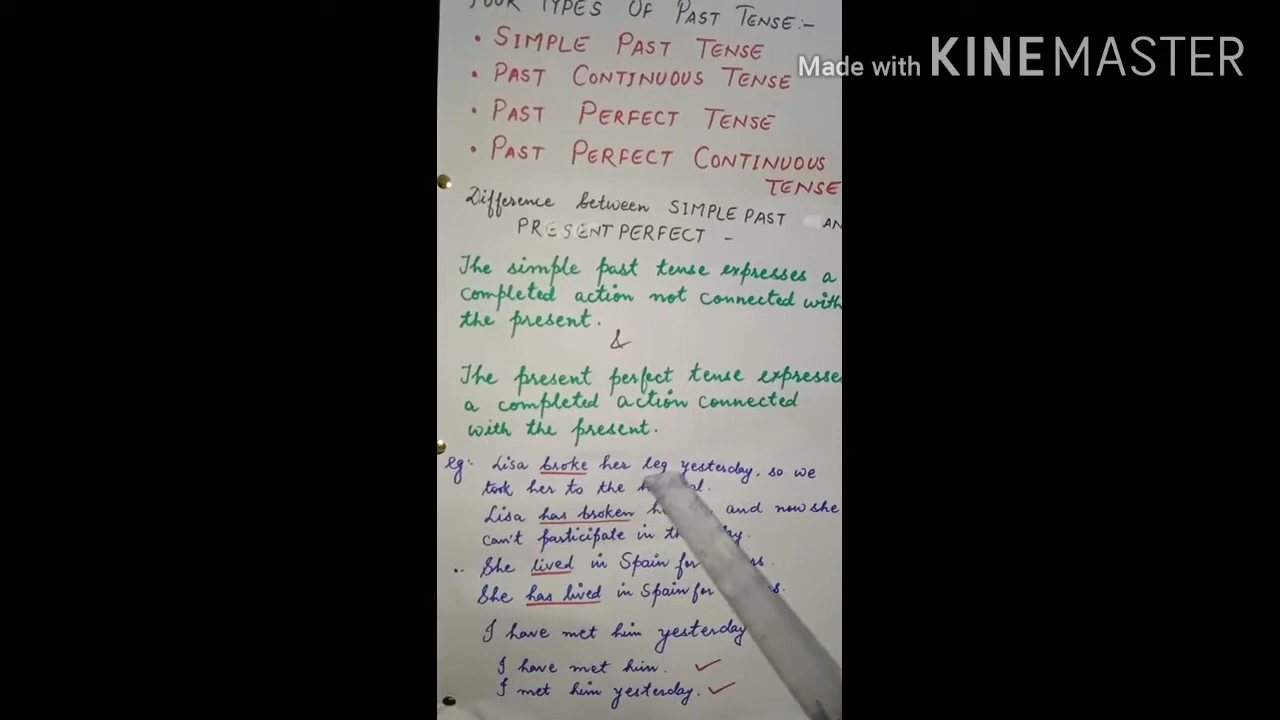 TYPES OF PAST TENSE:-
Made with KINEMASTER
• SIMPLE PAST TENSE
• PAST CONTINUOUS TENSE
• PAST PERFECT TENSE
• PAST PERFECT CONTINUOUS
TENSE
Difference between SIMPLE PAST AN
PRESENT PERFECT -
The simple past tense expresses a
completed action not connected with
the present.
&
The present perfect tense expresse
a completed action connected
with the present.
eg:- Lisa broke her leg yesterday, so we
took her to the
Lisa has broken and now she
can't participate in
.. She lived in Spain for
She has lived in Spain for
I have met him yesterday
I have met him. ✓
I met him yesterday. ✓